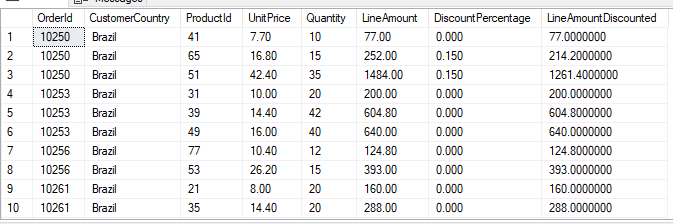 Messages
OrderId CustomerCountry ProductId UnitPrice Quantity LineAmount DiscountPercentage LineAmountDiscounted
1 10250 Brazil 41 7.70 10 77.00 0.000 77.0000000
2 10250 Brazil 65 16.80 15 252.00 0.150 214.2000000
3 10250 Brazil 51 42.40 35 1484.00 0.150 1261.4000000
4 10253 Brazil 31 10.00 20 200.00 0.000 200.0000000
5 10253 Brazil 39 14.40 42 604.80 0.000 604.8000000
6 10253 Brazil 49 16.00 40 640.00 0.000 640.0000000
7 10256 Brazil 77 10.40 12 124.80 0.000 124.8000000
8 10256 Brazil 53 26.20 15 393.00 0.000 393.0000000
9 10261 Brazil 21 8.00 20 160.00 0.000 160.0000000
10 10261 Brazil 35 14.40 20 288.00 0.000 288.0000000